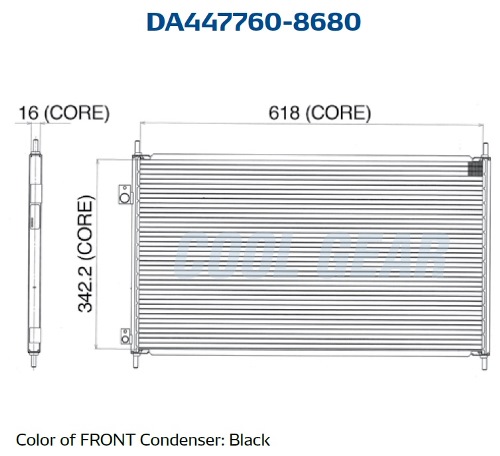 DA447760-8680
16 (CORE)
618 (CORE)
342.2 (CORE)
COOL GEAR
Color of FRONT Condenser: Black